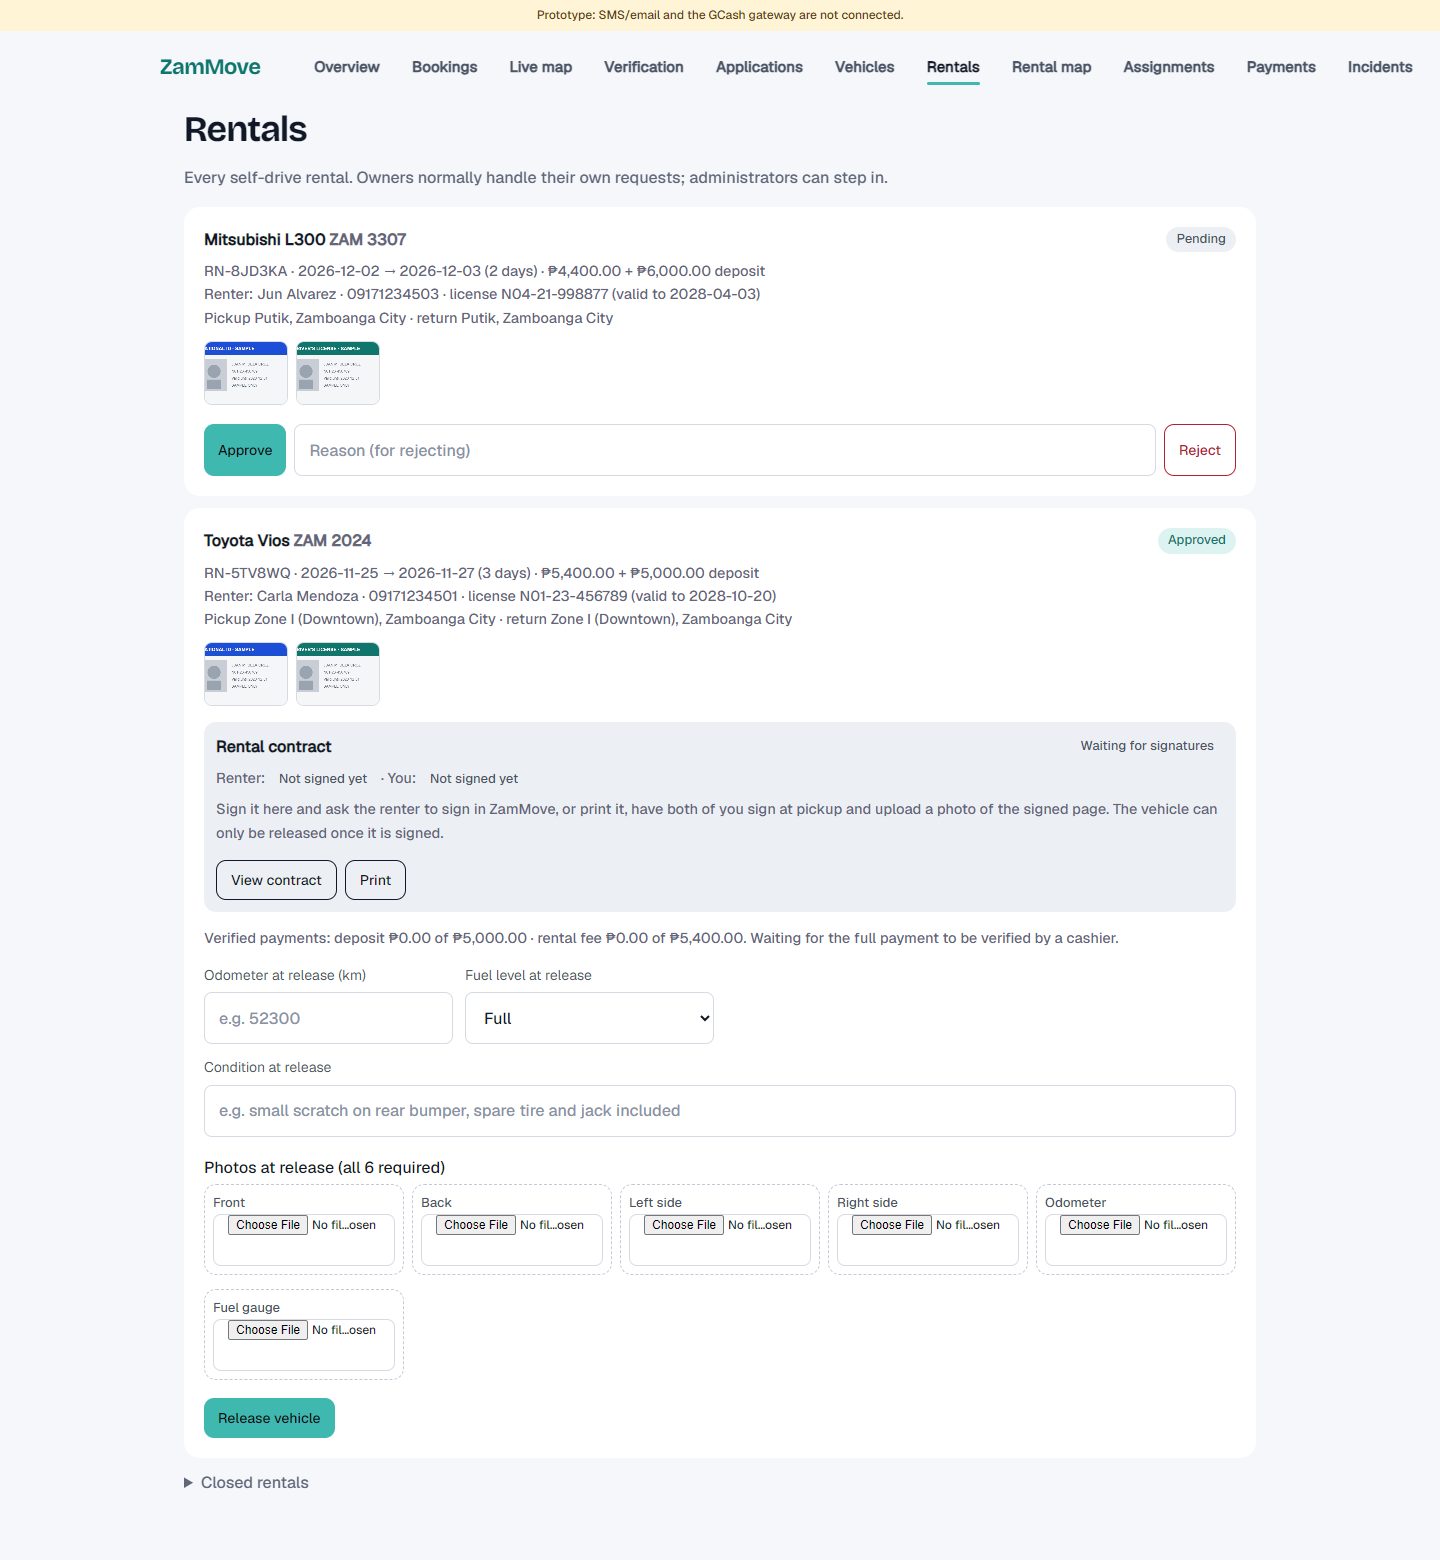 Prototype: SMS/email and the GCash gateway are not connected.
ZamMove Overview Bookings Live map Verification Applications Vehicles Rentals Rental map Assignments Payments Incidents
Rentals
Every self-drive rental. Owners normally handle their own requests; administrators can step in.
Mitsubishi L300 ZAM 3307 Pending
RN-8JD3KA · 2026-12-02 → 2026-12-03 (2 days) · ₱4,400.00 + ₱6,000.00 deposit
Renter: Jun Alvarez · 09171234503 · license N04-21-998877 (valid to 2028-04-03)
Pickup Putik, Zamboanga City · return Putik, Zamboanga City
SAMPLE LICENSE · SAMPLE
Approve Reason (for rejecting) Reject
Toyota Vios ZAM 2024 Approved
RN-5TV8WQ · 2026-11-25 → 2026-11-27 (3 days) · ₱5,400.00 + ₱5,000.00 deposit
Renter: Carla Mendoza · 09171234501 · license N01-23-456789 (valid to 2028-10-20)
Pickup Zone I (Downtown), Zamboanga City · return Zone I (Downtown), Zamboanga City
SAMPLE LICENSE · SAMPLE
Rental contract Waiting for signatures
Renter: Not signed yet · You: Not signed yet
Sign it here and ask the renter to sign in ZamMove, or print it, have both of you sign at pickup and upload a photo of the signed page. The vehicle can
only be released once it is signed.
View contract Print
Verified payments: deposit ₱0.00 of ₱5,000.00 · rental fee ₱0.00 of ₱5,400.00. Waiting for the full payment to be verified by a cashier.
Odometer at release (km) Fuel level at release
e.g. 52300 Full
Condition at release
e.g. small scratch on rear bumper, spare tire and jack included
Photos at release (all 6 required)
Front Back Left side Right side Odometer
Choose File No fil...osen Choose File No fil...osen Choose File No fil...osen Choose File No fil...osen Choose File No fil...osen
Fuel gauge
Choose File No fil...osen
Release vehicle
Closed rentals